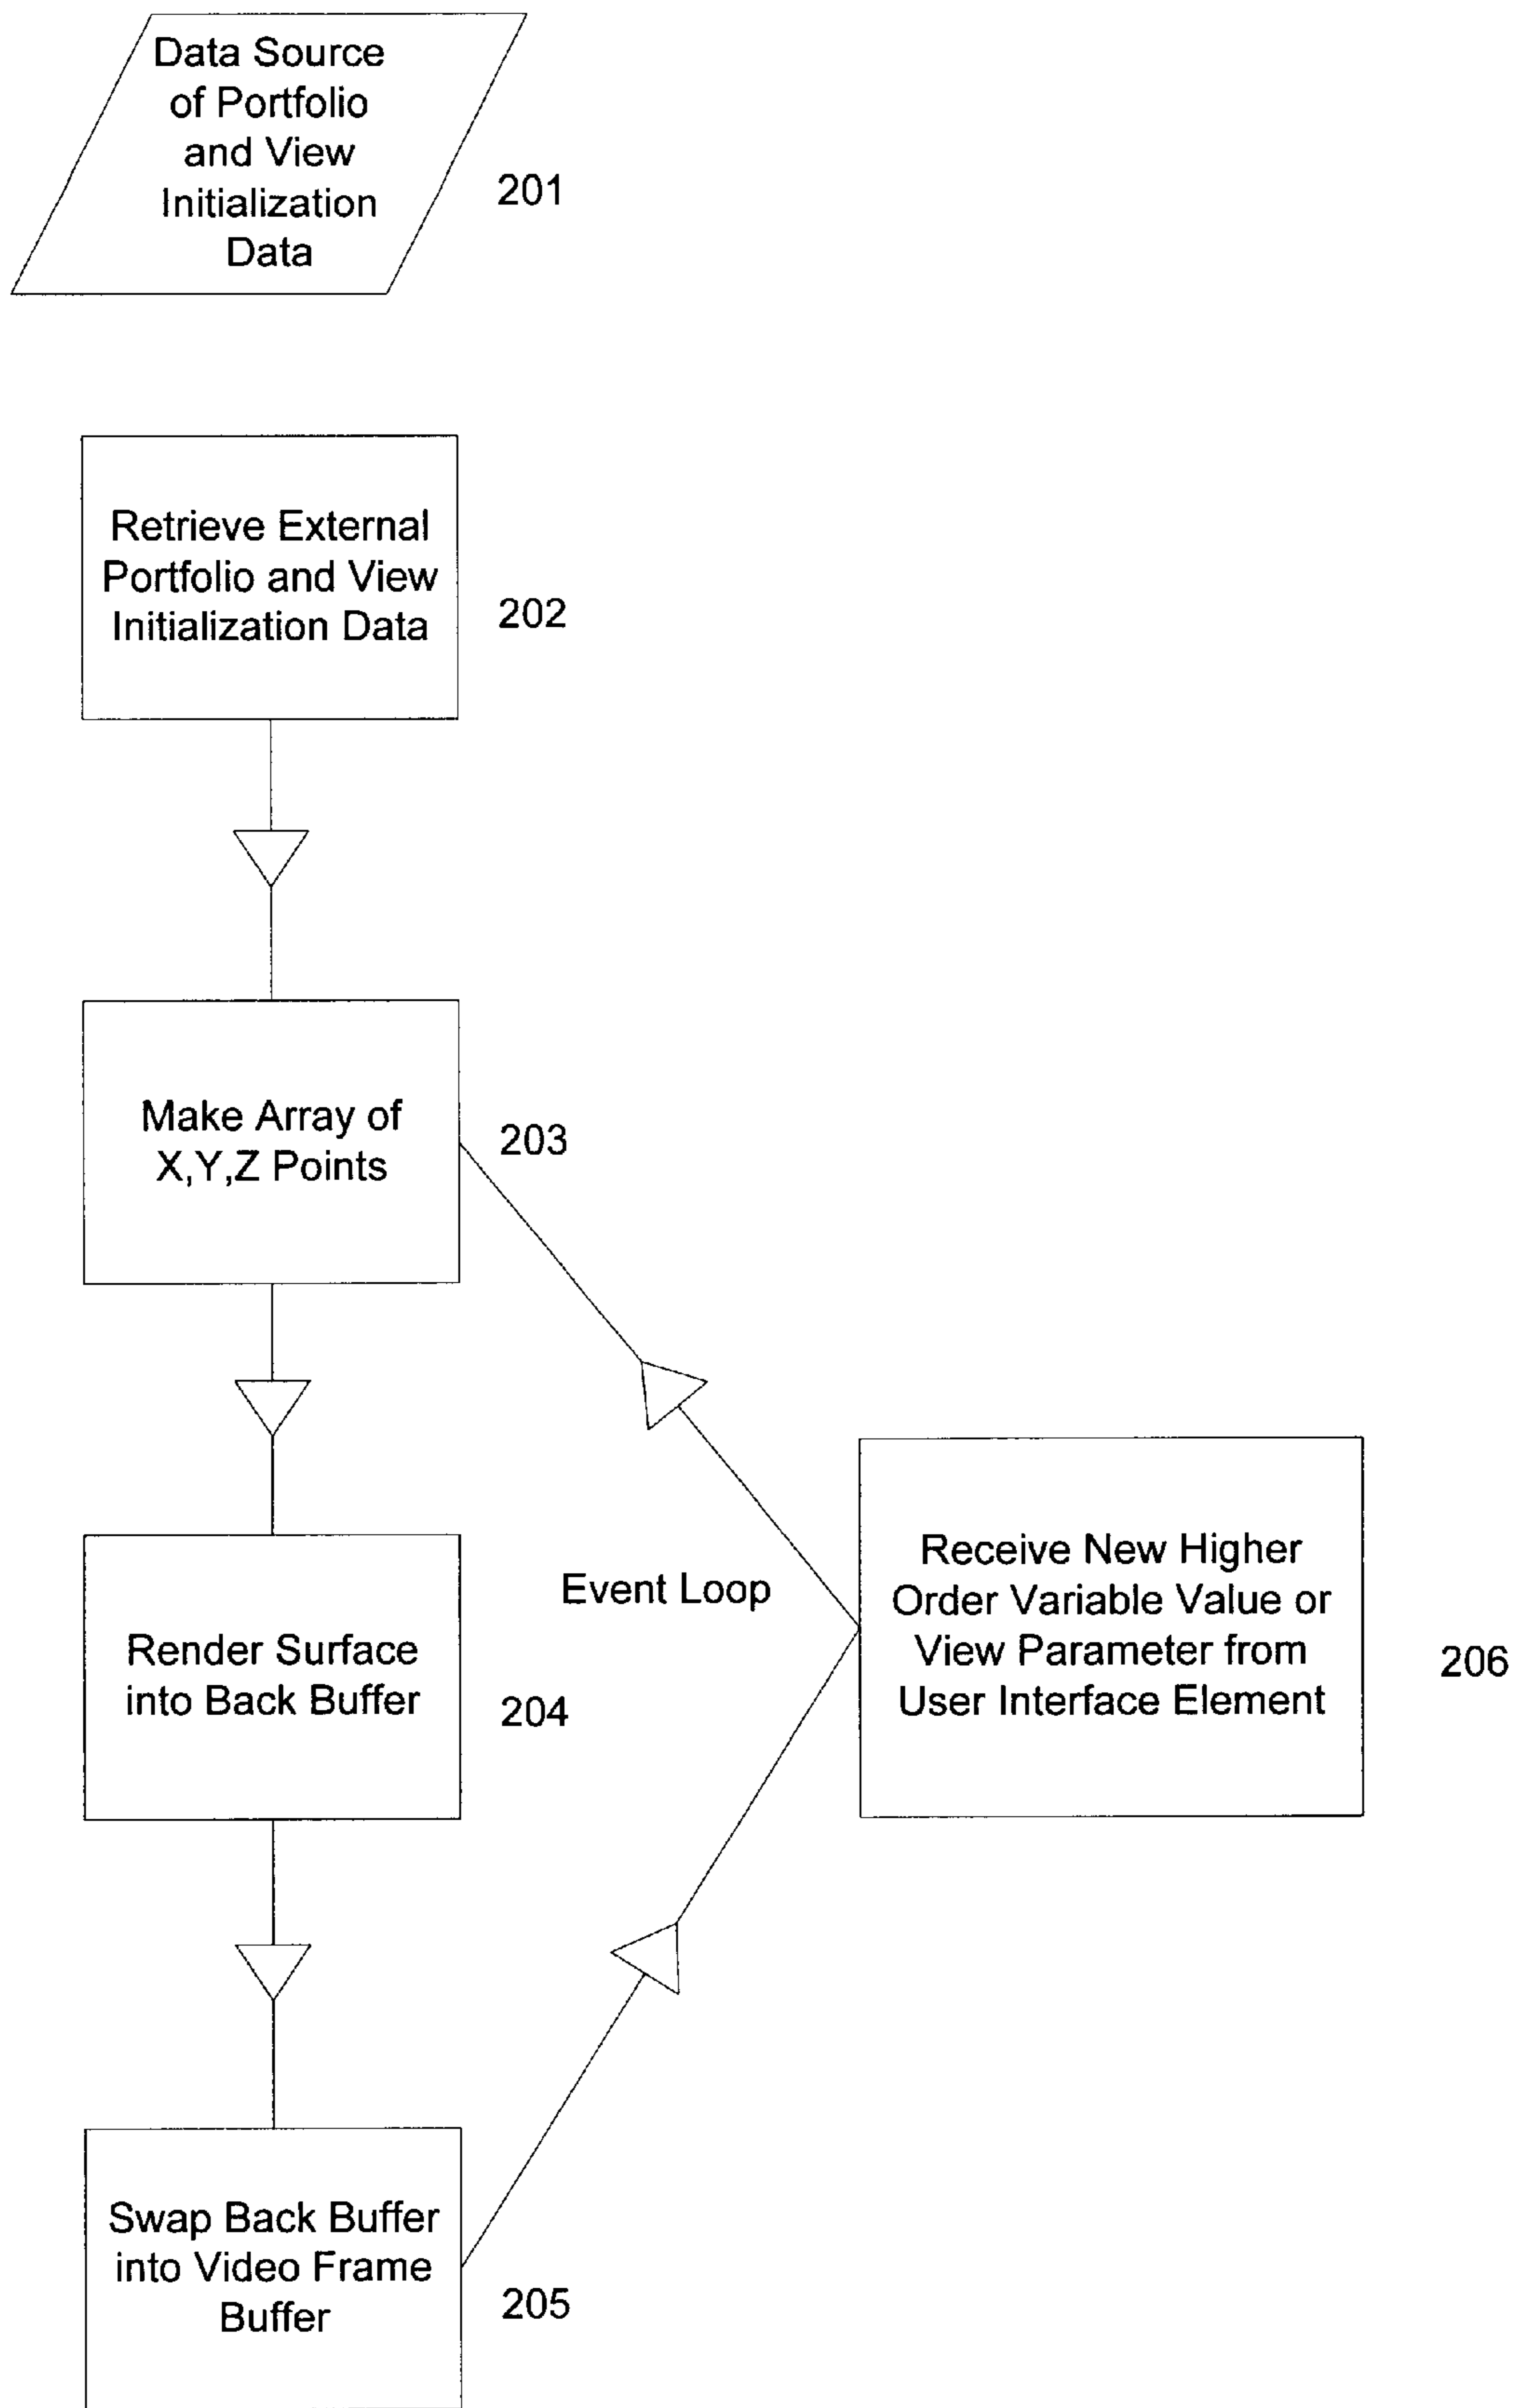 Data Source
of Portfolio
and View
Initialization
Data
201
Retrieve External
Portfolio and View
Initialization Data
202
Make Array of
X,Y,Z Points
203
Render Surface
into Back Buffer
204
Event Loop
Receive New Higher
Order Variable Value or
View Parameter from
User Interface Element
206
Swap Back Buffer
into Video Frame
Buffer
205